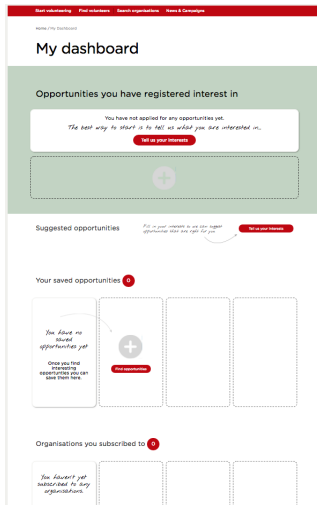 Start volunteering Find volunteers Search organisations News & Campaigns
Home / My Dashboard
My dashboard
Opportunities you have registered interest in
You have not applied for any opportunities yet.
The best way to start is to tell us what you are interested in...
Tell us your interests
Suggested opportunities
Fill in your interests so we can suggest
opportunities that are right for you
Tell us your interests
Your saved opportunities 0
You have no
saved
opportunities yet
Once you find
interesting
opportunties you can
save them here.
Find opportunities
Organisations you subscribed to 0
You haven't yet
subscribed to any
organisations.